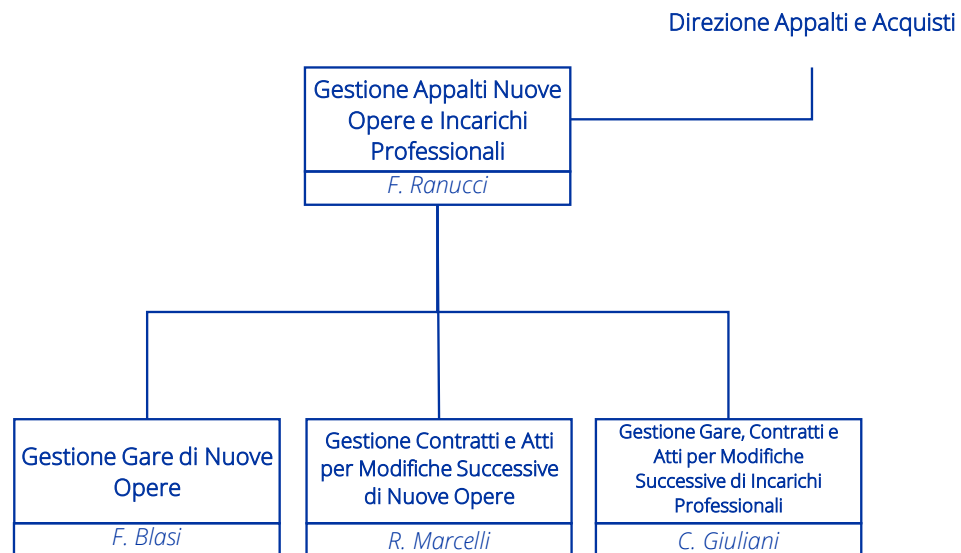 Direzione Appalti e Acquisti
Gestione Appalti Nuove
Opere e Incarichi
Professionali
F. Ranucci
Gestione Gare di Nuove
Opere
F. Blasi
Gestione Contratti e Atti
per Modifiche Successive
di Nuove Opere
R. Marcelli
Gestione Gare, Contratti e
Atti per Modifiche
Successive di Incarichi
Professionali
C. Giuliani